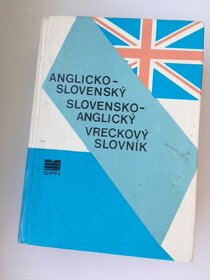 ANGLICKO-
SLOVENSKÝ
SLOVENSKO-
ANGLICKÝ
VRECKOVÝ
SLOVNÍK
SPN